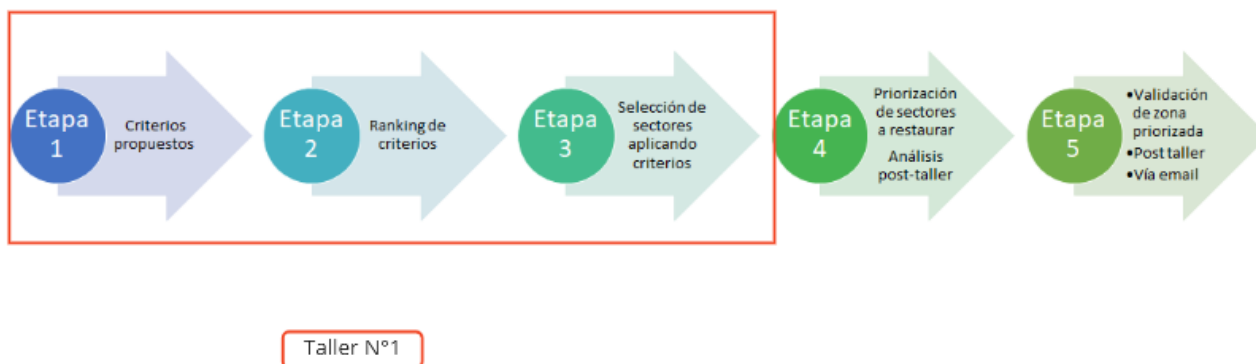 Etapa
1
Criterios
propuestos
Etapa
2
Ranking de
criterios
Etapa
3
Selección de
sectores
aplicando
criterios
Etapa
4
Priorización
de sectores
a restaurar
Análisis
post-taller
Etapa
5
•Validación
de zona
priorizada
•Post taller
•Vía email
Taller N°1